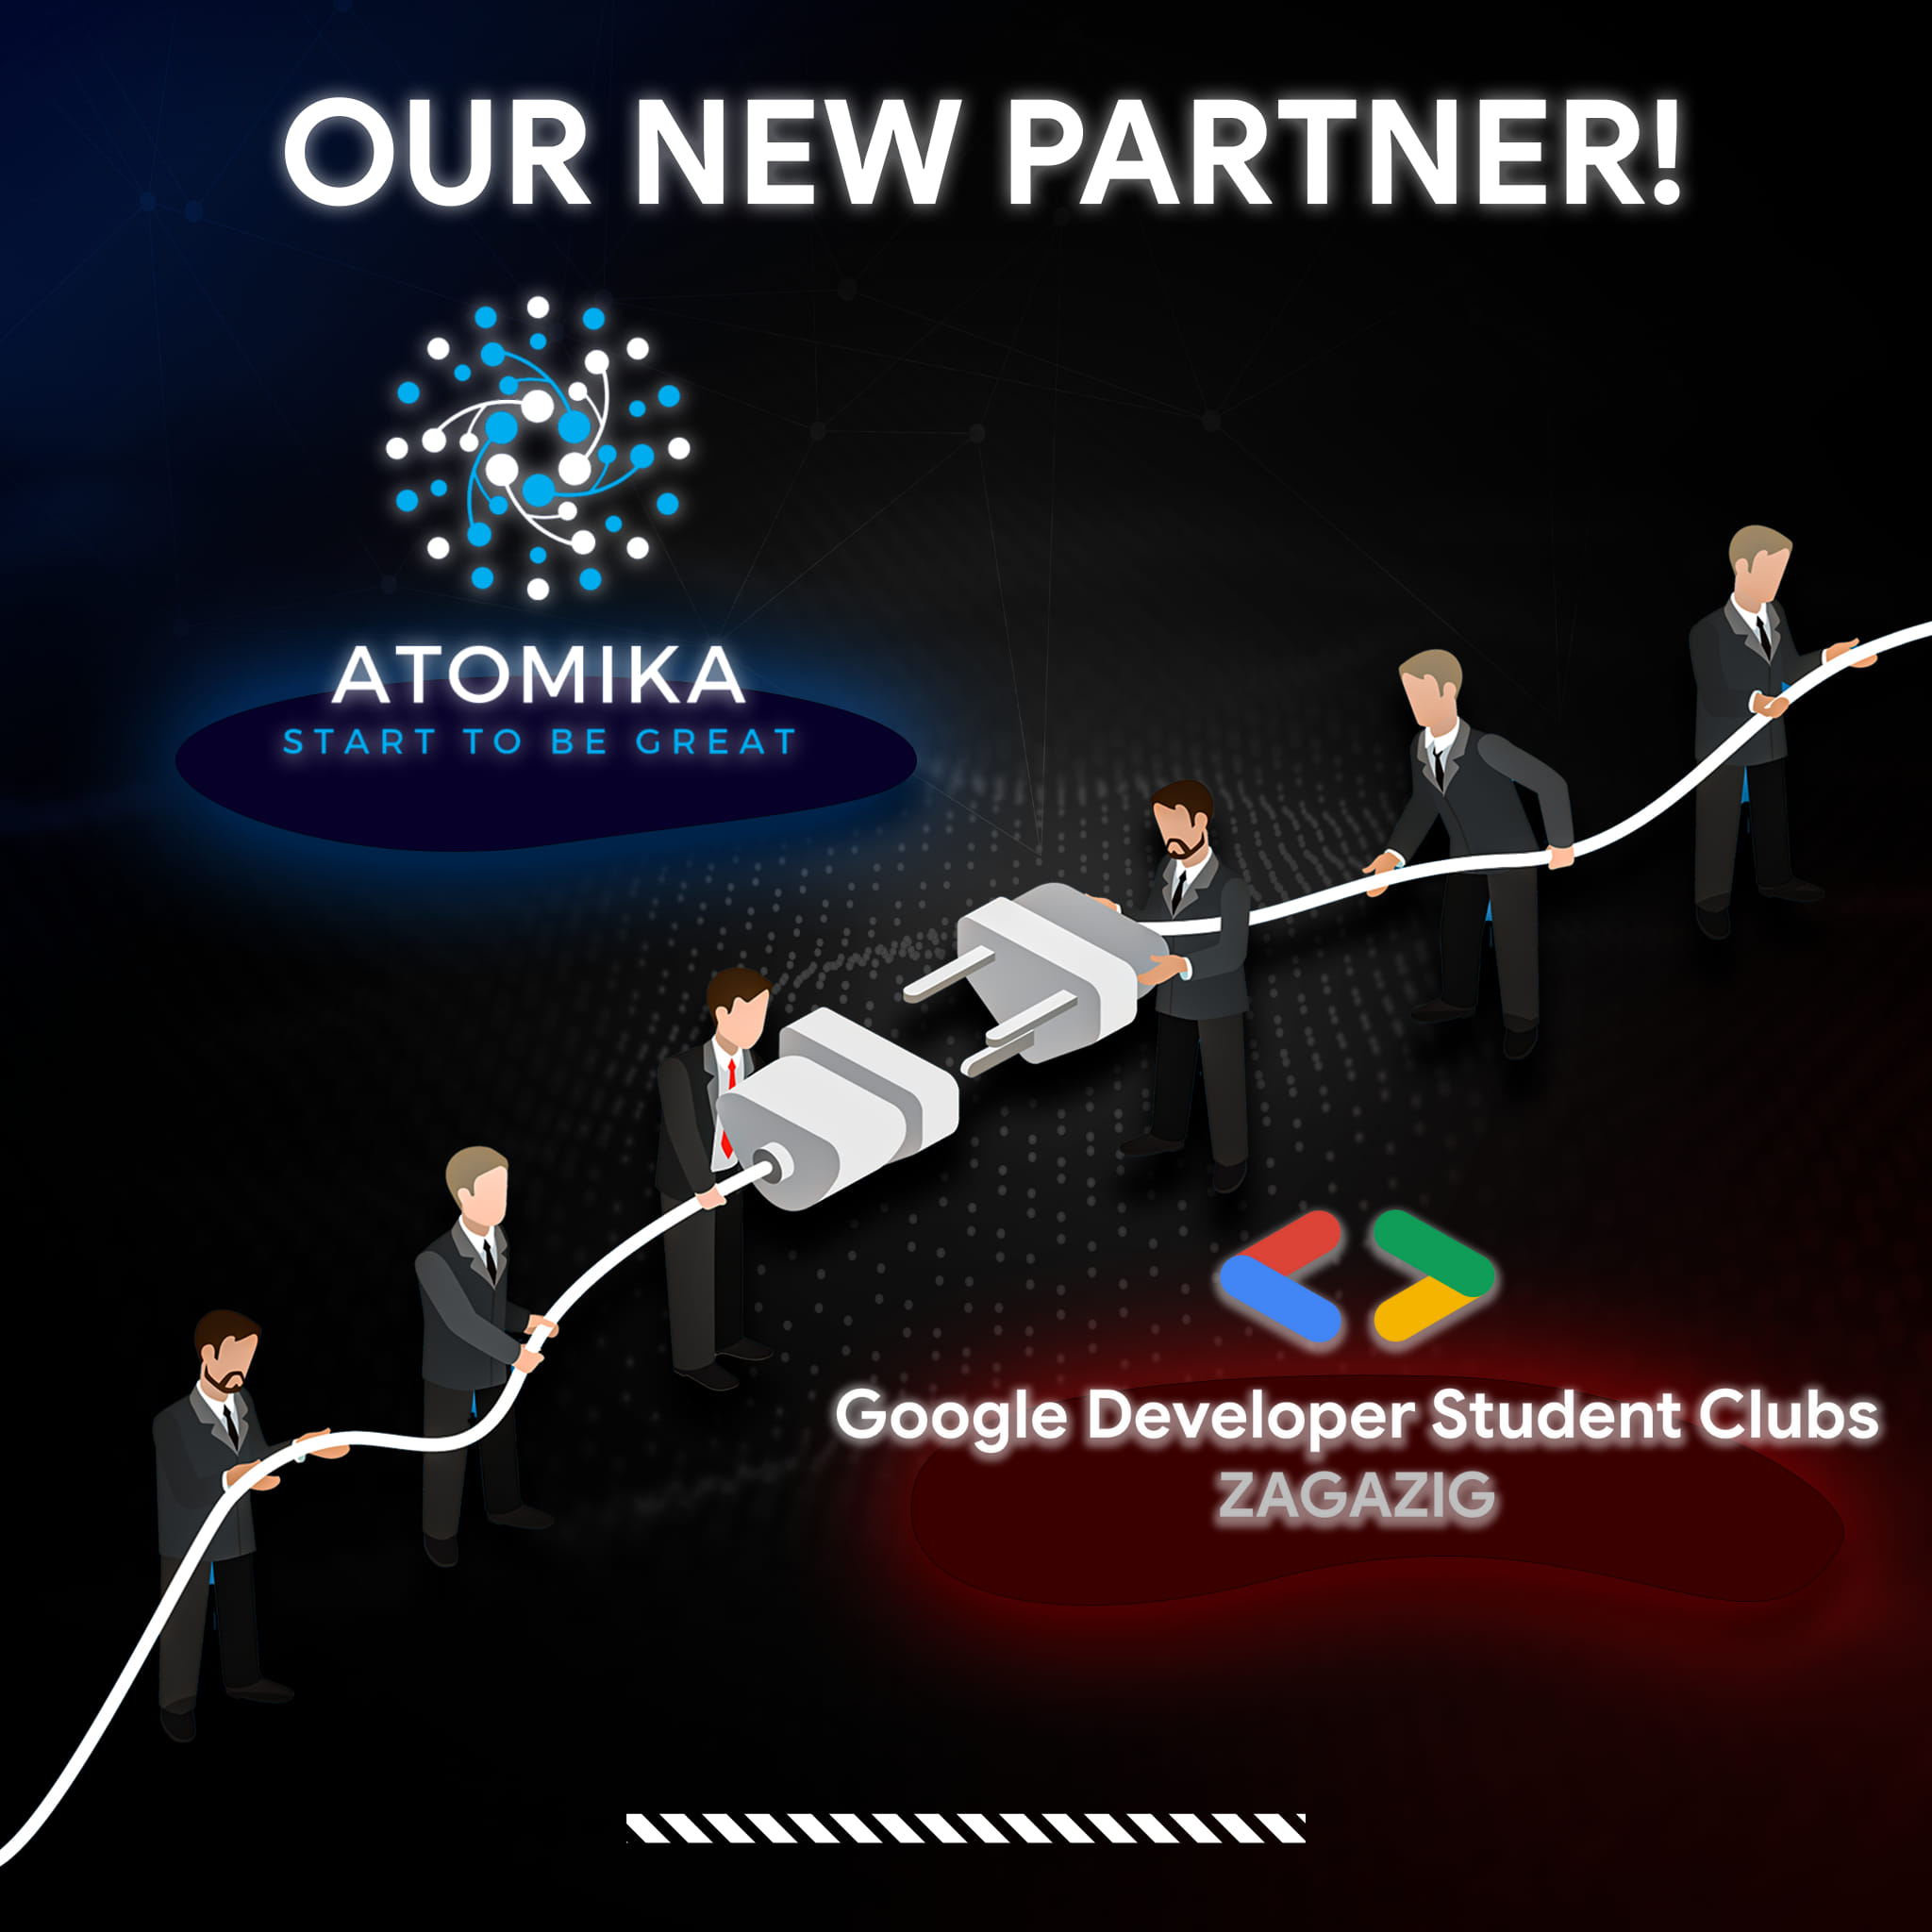 OUR NEW PARTNER!
ATOMIKA
START TO BE GREAT
Google Developer Student Clubs
ZAGAZIG